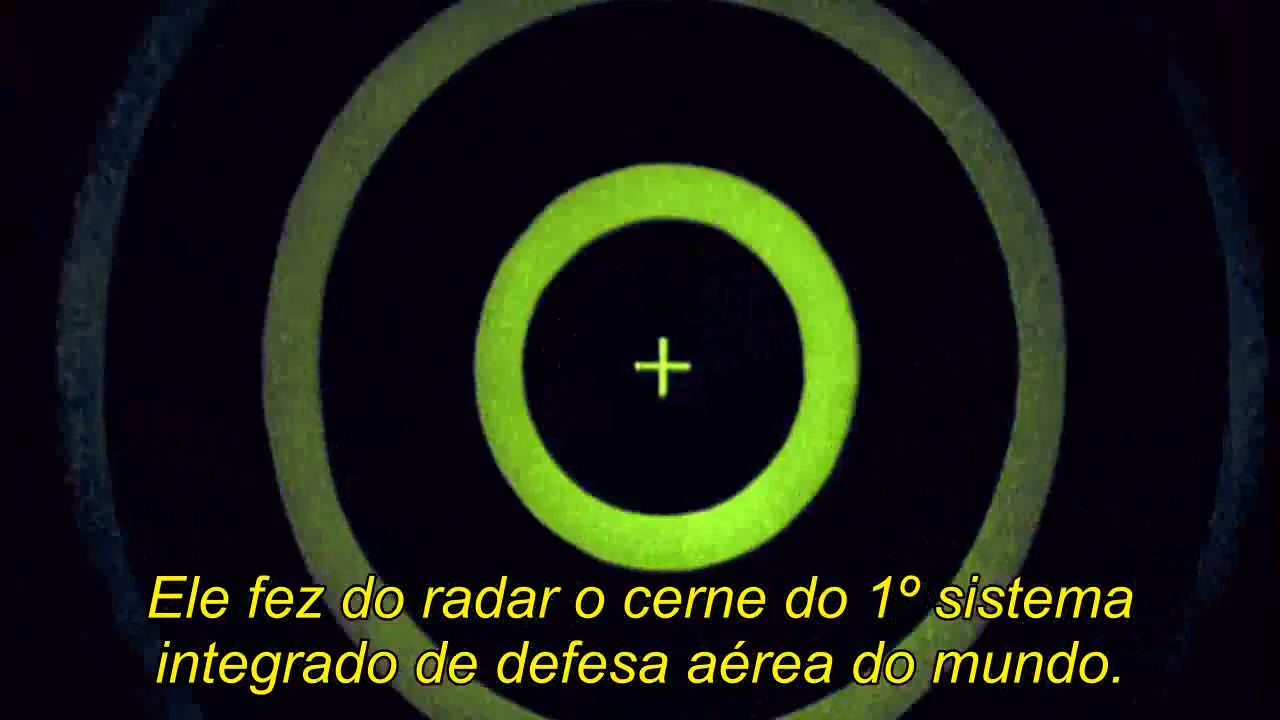 Ele fez do radar o cerne do 1º sistema
integrado de defesa aérea do mundo.